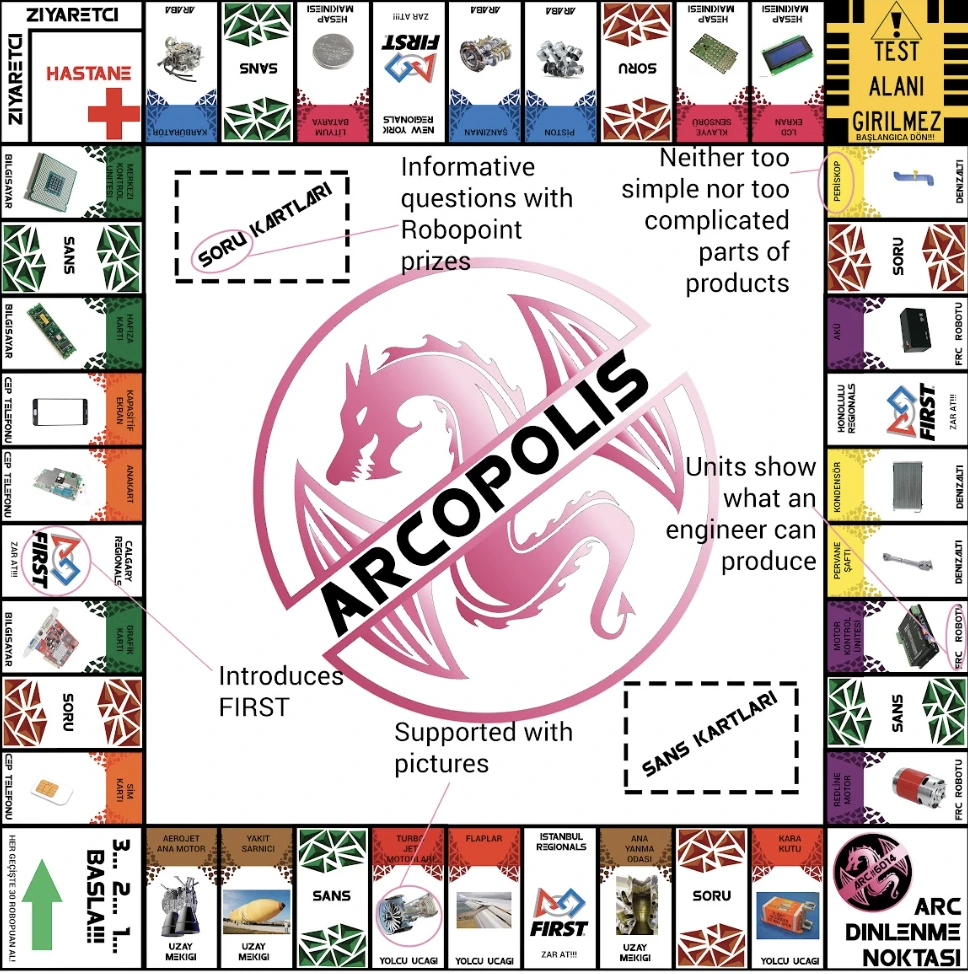 ZIYARETCI
ZIYARETCI
HASTANE
ARABA
KARBÜRATÖR
SANS
HESAP
MAKINESI
LITYUM
BATARYA
ZAR AT!!!
FIRST
NEW YORK
REGIONALS
ARABA
ŞANZIMAN
ARABA
PISTON
SORU
HESAP
MAKINESI
KLAVYE
SENSÖRÜ
HESAP
MAKINESI
LCD
EKRAN
TEST
ALANI
GIRILMEZ
BAŞLANGICA DÖN!!!
BILGISAYAR
MERKEZI
KONTROL
ÜNITESI
SANS
BILGISAYAR
HAFIZA
KARTI
CEP TELEFONU
KAPASITIF
EKRAN
CEP TELEFONU
ANAKART
ZAR AT!!!
FIRST
CALGARY
REGIONALS
BILGISAYAR
GRAFIK
KARTI
SORU
CEP TELEFONU
SIM
KARTI
SORU KARTLARI
Informative
questions with
Robopoint
prizes
Neither too
simple nor too
complicated
parts of
products
ARCOPOLIS
Units show
what an
engineer can
produce
Introduces
FIRST
Supported with
pictures
SANS KARTLARI
PERISKOP
DENIZALTI
SORU
AKU
FRC ROBOTU
HONOLULU
REGIONALS
FIRST
ZAR AT!!!
KONDENSÖR
DENIZALTI
PERVANE
ŞAFTI
DENIZALTI
MOTOR
KONTROL
ÜNITESI
FRC ROBOTU
SANS
REDLINE
MOTOR
FRC ROBOTU
3... 2... 1...
BASLA!!!
HER GEÇIŞTE 30 ROBOPUAN AL!
AEROJET
ANA MOTOR
UZAY
MEKIGI
YAKIT
SARNICI
UZAY
MEKIGI
SANS
TURBO
JET
MOTORLARI
YOLCU UCAGI
FLAPLAR
YOLCU UCAGI
ISTANBUL
REGIONALS
FIRST
ZAR AT!!!
ANA
YANMA
ODASI
UZAY
MEKIGI
SORU
KARA
KUTU
YOLCU UCAGI
ARC#6014
ARC
DINLENME
NOKTASI